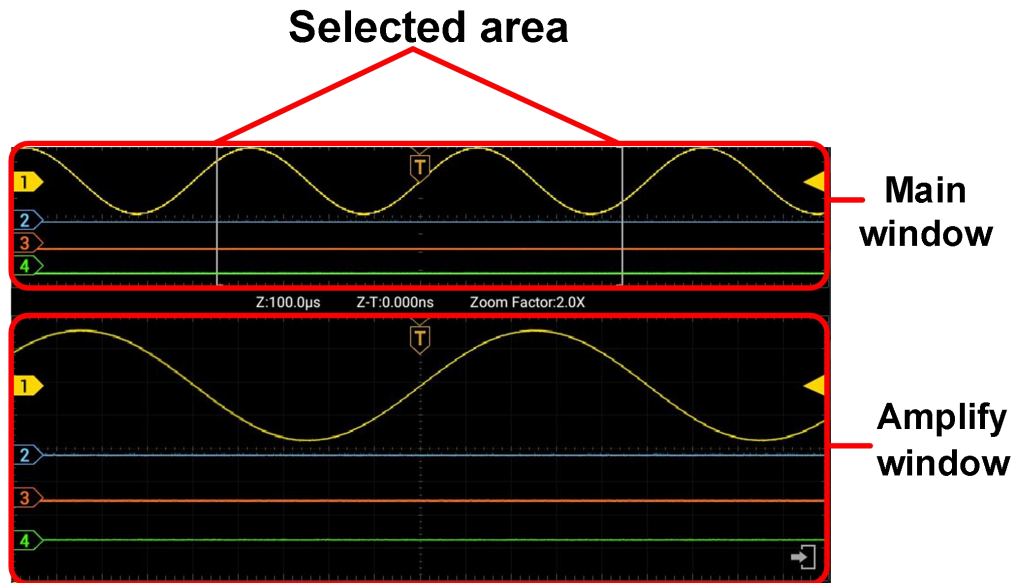 Selected area
T
1
2
3
4
Main
window
Z:100.0μs Z-T:0.000ns Zoom Factor:2.0X
T
1
2
3
4
Amplify
window